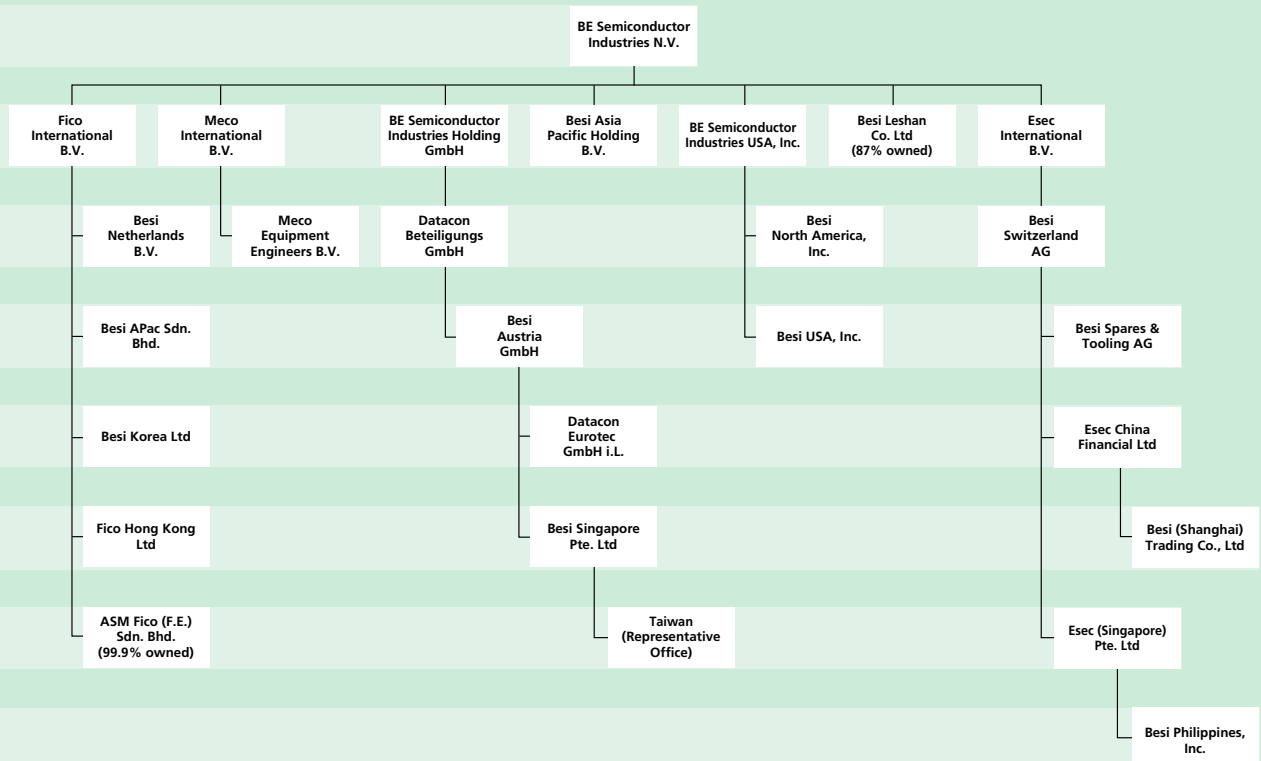 BE Semiconductor
Industries N.V.
Fico
International
B.V.
Meco
International
B.V.
BE Semiconductor
Industries Holding
GmbH
Besi Asia
Pacific Holding
B.V.
BE Semiconductor
Industries USA, Inc.
Besi Leshan
Co. Ltd
(87% owned)
Esec
International
B.V.
Besi
Netherlands
B.V.
Meco
Equipment
Engineers B.V.
Datacon
Beteiligungs
GmbH
Besi
North America,
Inc.
Besi
Switzerland
AG
Besi APac Sdn.
Bhd.
Besi
Austria
GmbH
Besi USA, Inc.
Besi Spares &
Tooling AG
Besi Korea Ltd
Datacon
Eurotec
GmbH i.L.
Esec China
Financial Ltd
Fico Hong Kong
Ltd
Besi Singapore
Pte. Ltd
Besi (Shanghai)
Trading Co., Ltd
ASM Fico (F.E.)
Sdn. Bhd.
(99.9% owned)
Taiwan
(Representative
Office)
Esec (Singapore)
Pte. Ltd
Besi Philippines,
Inc.